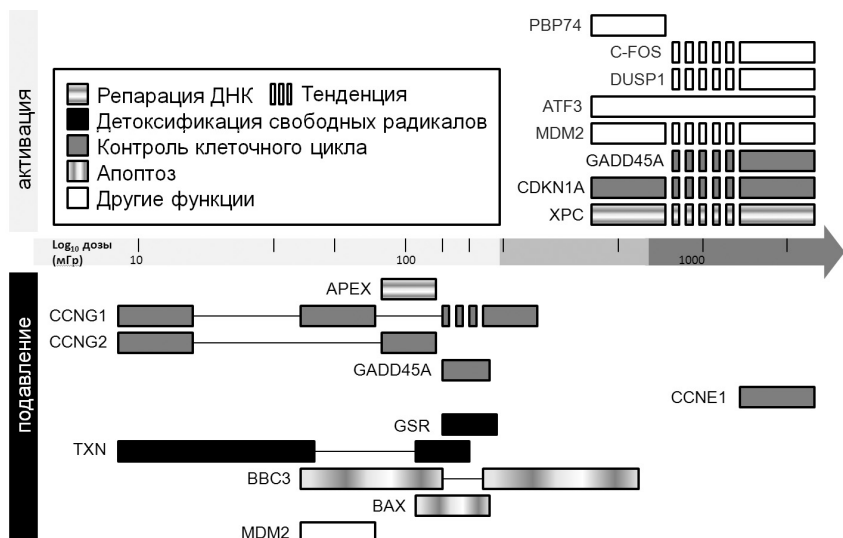 активация
PBP74
C-FOS
DUSP1
ATF3
MDM2
GADD45A
CDKN1A
XPC
Репарация ДНК Тенденция
Детоксификация свободных радикалов
Контроль клеточного цикла
Апоптоз
Другие функции
Log10 дозы
(мГр)
10 100 1000
подавление
APEX
CCNG1
CCNG2
GADD45A
CCNE1
GSR
TXN
BBC3
BAX
MDM2